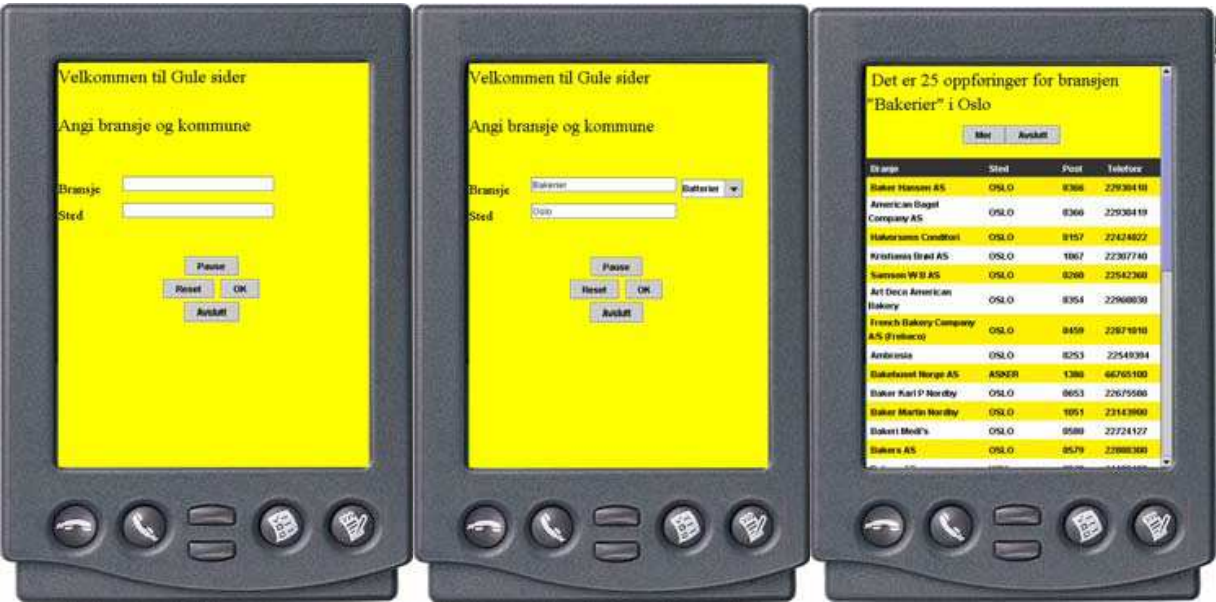 Velkommen til Gule sider
Angi bransje og kommune
Bransje
Sted
Pause
Reset OK
Avslutt
Velkommen til Gule sider
Angi bransje og kommune
Bransje Bakerier Batterier
Sted Oslo
Pause
Reset OK
Avslutt
Det er 25 oppføringer for bransjen
"Bakerier" i Oslo
Mer Avslutt
Sted Post
Baker Hansen AS OSLO 0366 22930410
American Bagel
Company AS OSLO 0366 22930419
Halvorsens Conditori OSLO 0157 22424022
Kristiania Brød AS OSLO 1067 22307740
Samson W B AS OSLO 0260 22542360
Art Deco American
Bakery OSLO 0354 22960030
French Bakery Company
A/S (Frebaco) OSLO 0459 22871010
Ambrosia OSLO 0253 22549394
Bakehuset Norge AS ASKER 1386 66765100
Baker Karl P Nordby OSLO 0653 22675506
Baker Martin Nordby OSLO 1051 23143900
Bakeri Medi's OSLO 0580 22724127
Bakers AS OSLO 0579 22880300